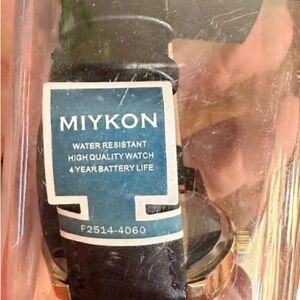 MIYKON
WATER RESISTANT
HIGH QUALITY WATCH
4 YEAR BATTERY LIFE
F2514-4060